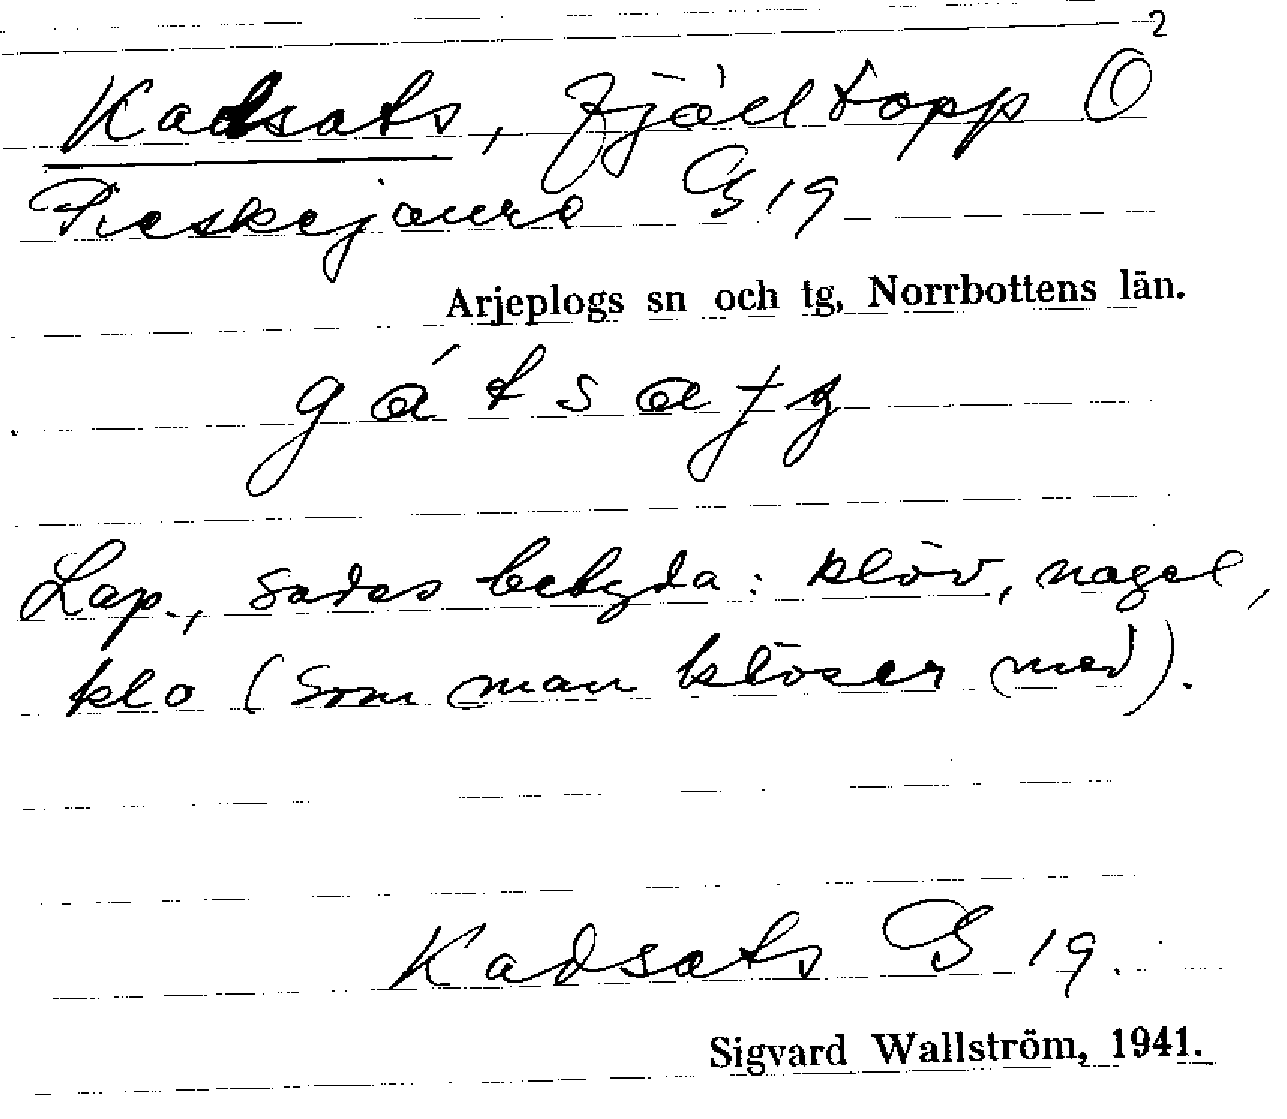 2
Kadsats, fjälltopp O
Pieskejaure G 19
Arjeplogs sn och tg, Norrbottens län.
gátsaʒʒ
Lap., sades betyda: klöv, nagel,
klo (som man klöser med).
Kadsats G 19.
Sigvard Wallström, 1941.